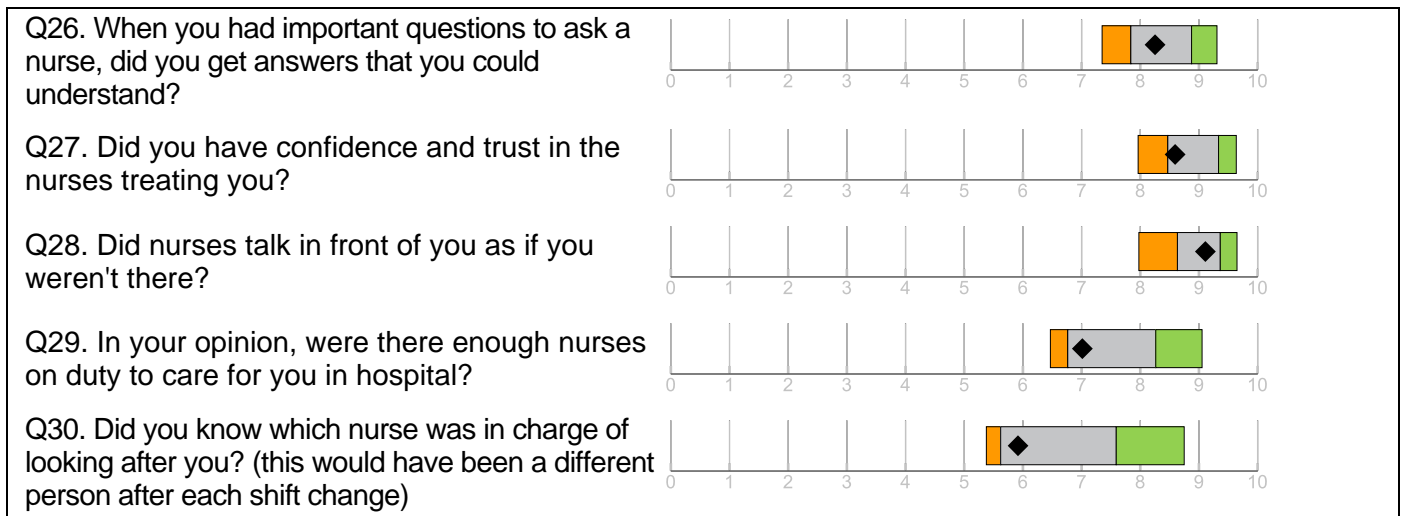 Q26. When you had important questions to ask a
nurse, did you get answers that you could
understand?
0 1 2 3 4 5 6 7 8 9 10
Q27. Did you have confidence and trust in the
nurses treating you?
0 1 2 3 4 5 6 7 8 9 10
Q28. Did nurses talk in front of you as if you
weren't there?
0 1 2 3 4 5 6 7 8 9 10
Q29. In your opinion, were there enough nurses
on duty to care for you in hospital?
0 1 2 3 4 5 6 7 8 9 10
Q30. Did you know which nurse was in charge of
looking after you? (this would have been a different
person after each shift change)
0 1 2 3 4 5 6 7 8 9 10